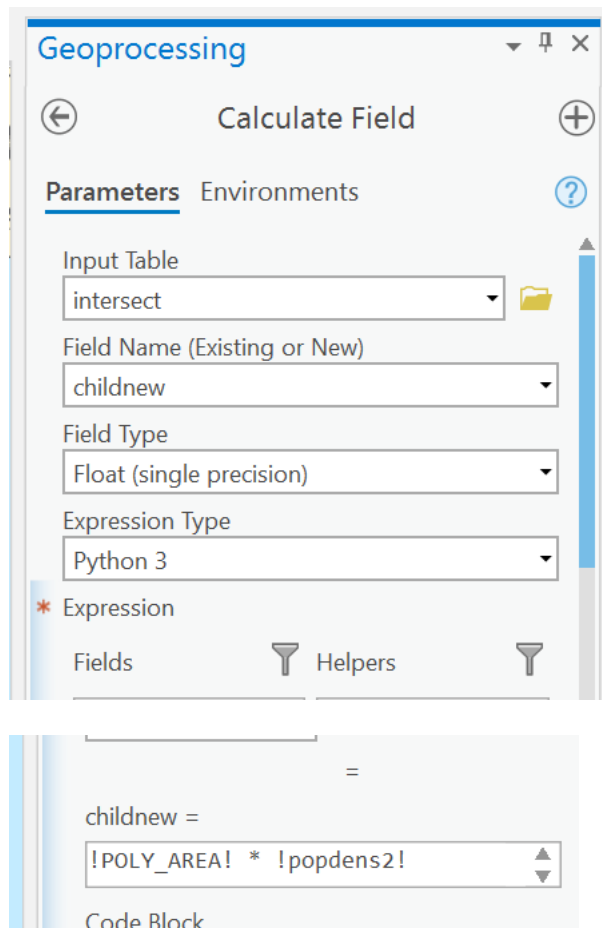 Geoprocessing
Calculate Field
Parameters Environments
Input Table
intersect
Field Name (Existing or New)
childnew
Field Type
Float (single precision)
Expression Type
Python 3
* Expression
Fields Helpers
=
childnew =
!POLY_AREA! * !popdens2!
Code Block